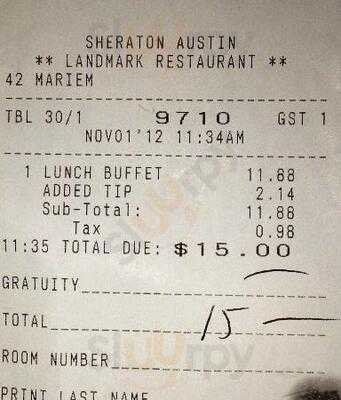 SHERATON AUSTIN
** LANDMARK RESTAURANT **
42 MARIEM
TBL 30/1 9710 GST 1
NOV01'12 11:34AM
1 LUNCH BUFFET 11.88
ADDED TIP 2.14
Sub-Total: 11.88
Tax 0.98
11:35 TOTAL DUE: $15.00
GRATUITY
TOTAL 15 —
ROOM NUMBER
PRINT LAST NAME
sluurpy
sluurpy